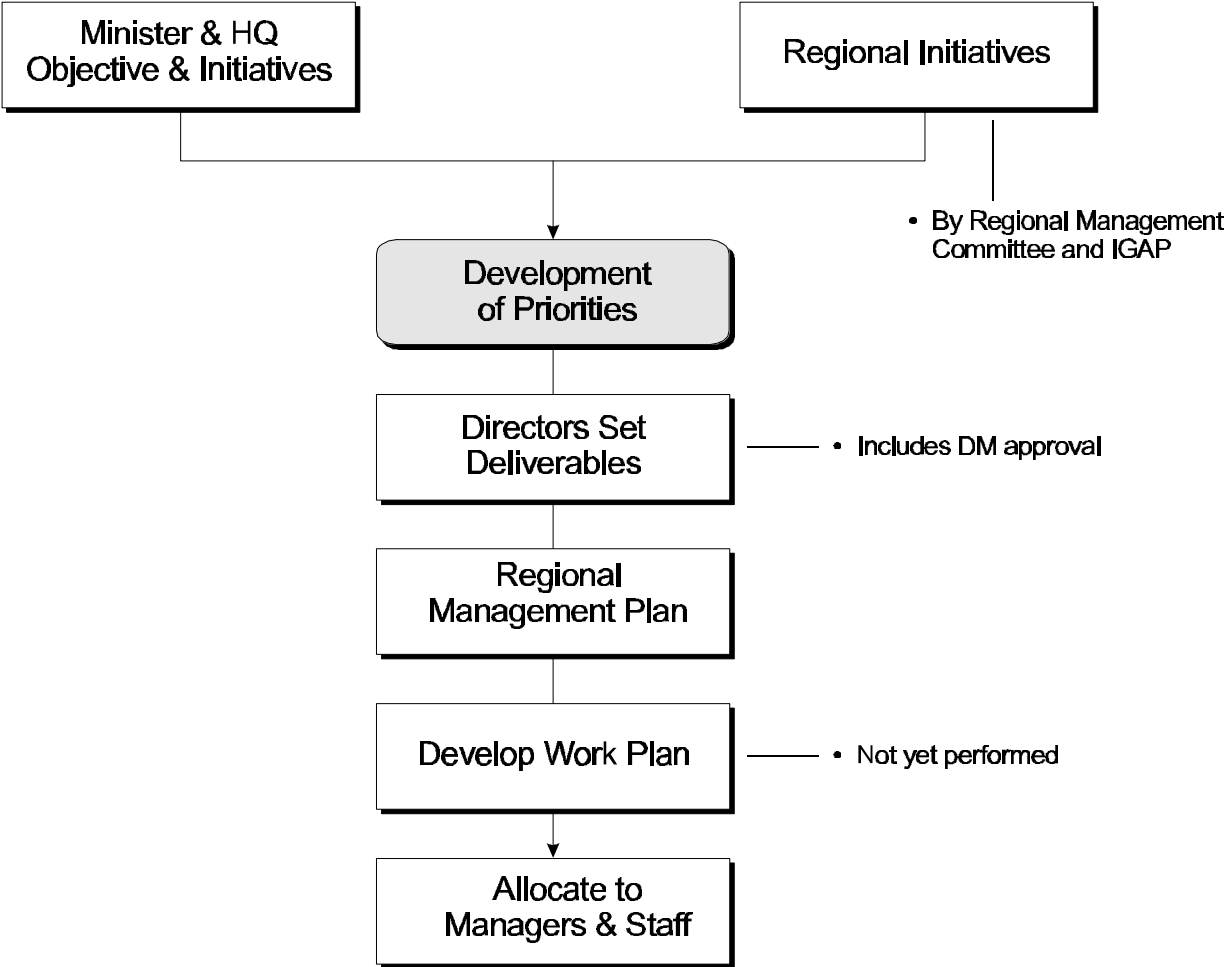 Minister & HQ
Objective & Initiatives
Regional Initiatives
• By Regional Management
Committee and IGAP
Development
of Priorities
Directors Set
Deliverables
• Includes DM approval
Regional
Management Plan
Develop Work Plan
• Not yet performed
Allocate to
Managers & Staff